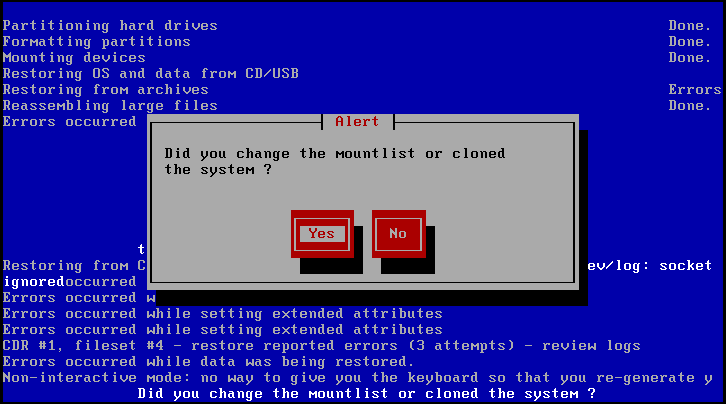 Partitioning hard drives Done.
Formatting partitions Done.
Mounting devices Done.
Restoring OS and data from CD/USB
Restoring from archives Errors
Reassembling large files Done.
Errors occurred
Alert
Did you change the mountlist or cloned
the system ?
Yes No
t
Restoring from C ev/log: socket
ignoredoccurred
Errors occurred w
Errors occurred while setting extended attributes
Errors occurred while setting extended attributes
CDR #1, fileset #4 - restore reported errors (3 attempts) - review logs
Errors occurred while data was being restored.
Non-interactive mode: no way to give you the keyboard so that you re-generate y
Did you change the mountlist or cloned the system ?